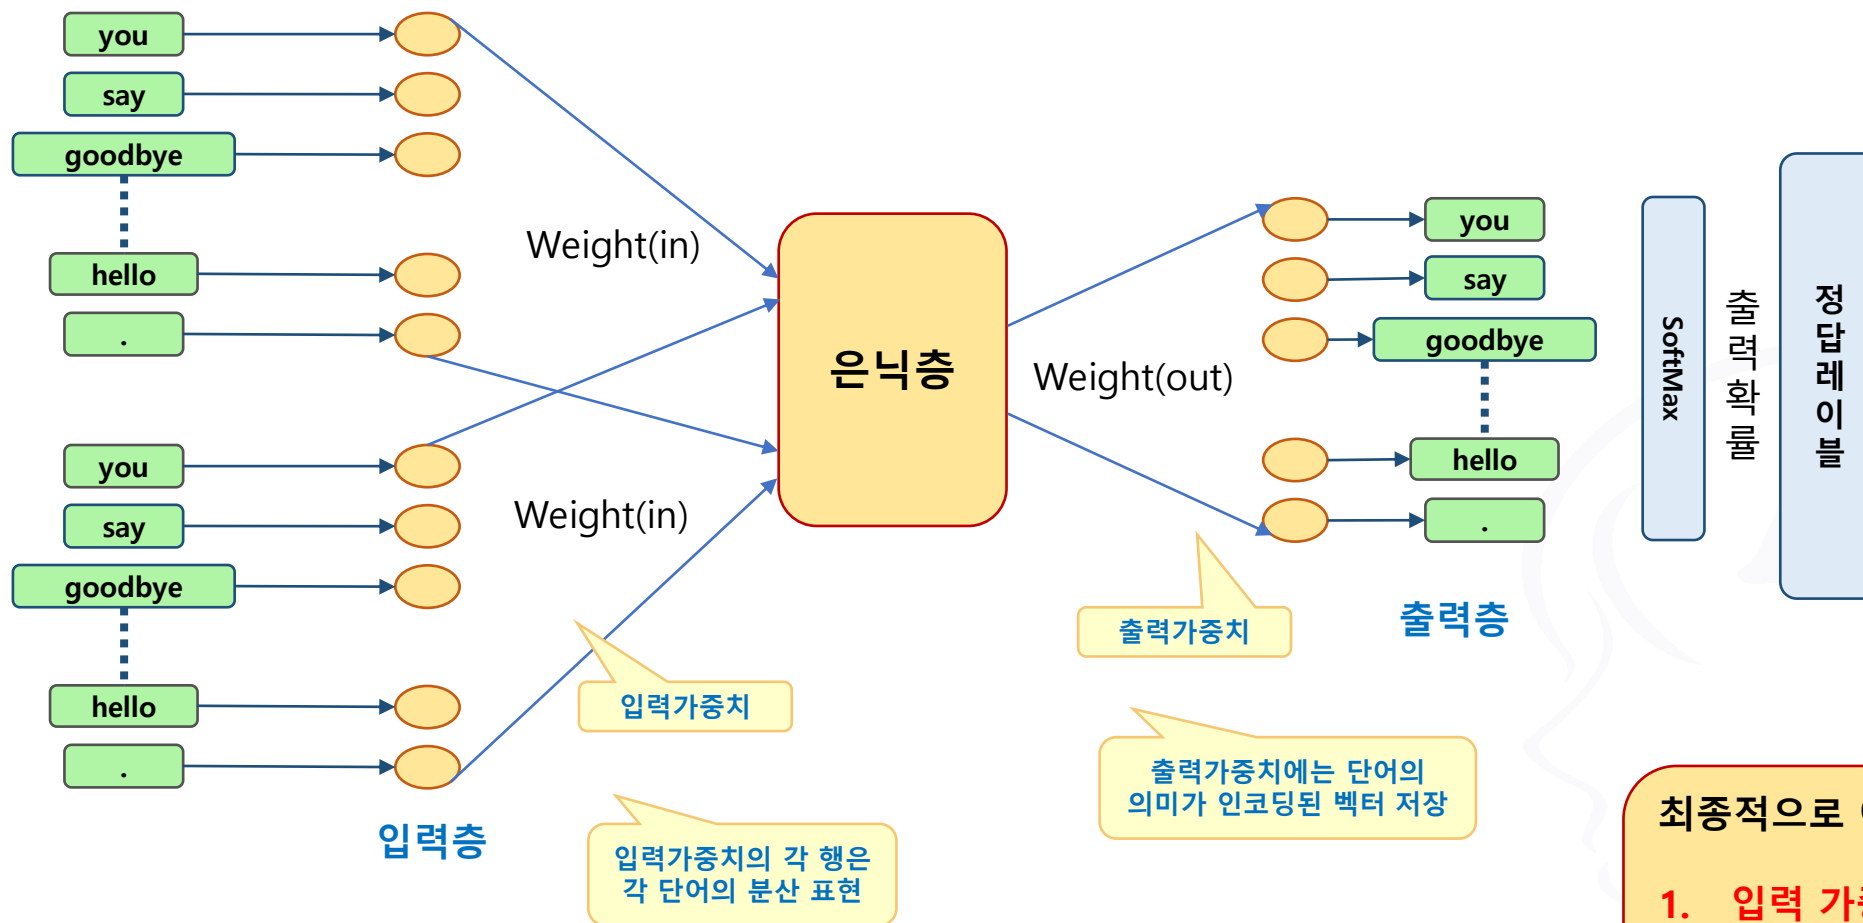 you
say
goodbye
hello
.
Weight(in)
you
say
goodbye
hello
.
Weight(in)
입력층
입력가중치
입력가중치의 각 행은
각 단어의 분산 표현
은닉층
Weight(out)
you
say
goodbye
hello
.
출력가중치
출력층
출력가중치에는 단어의
의미가 인코딩된 벡터 저장
SoftMax
출력확률
정답레이블
최종적으로
1. 입력